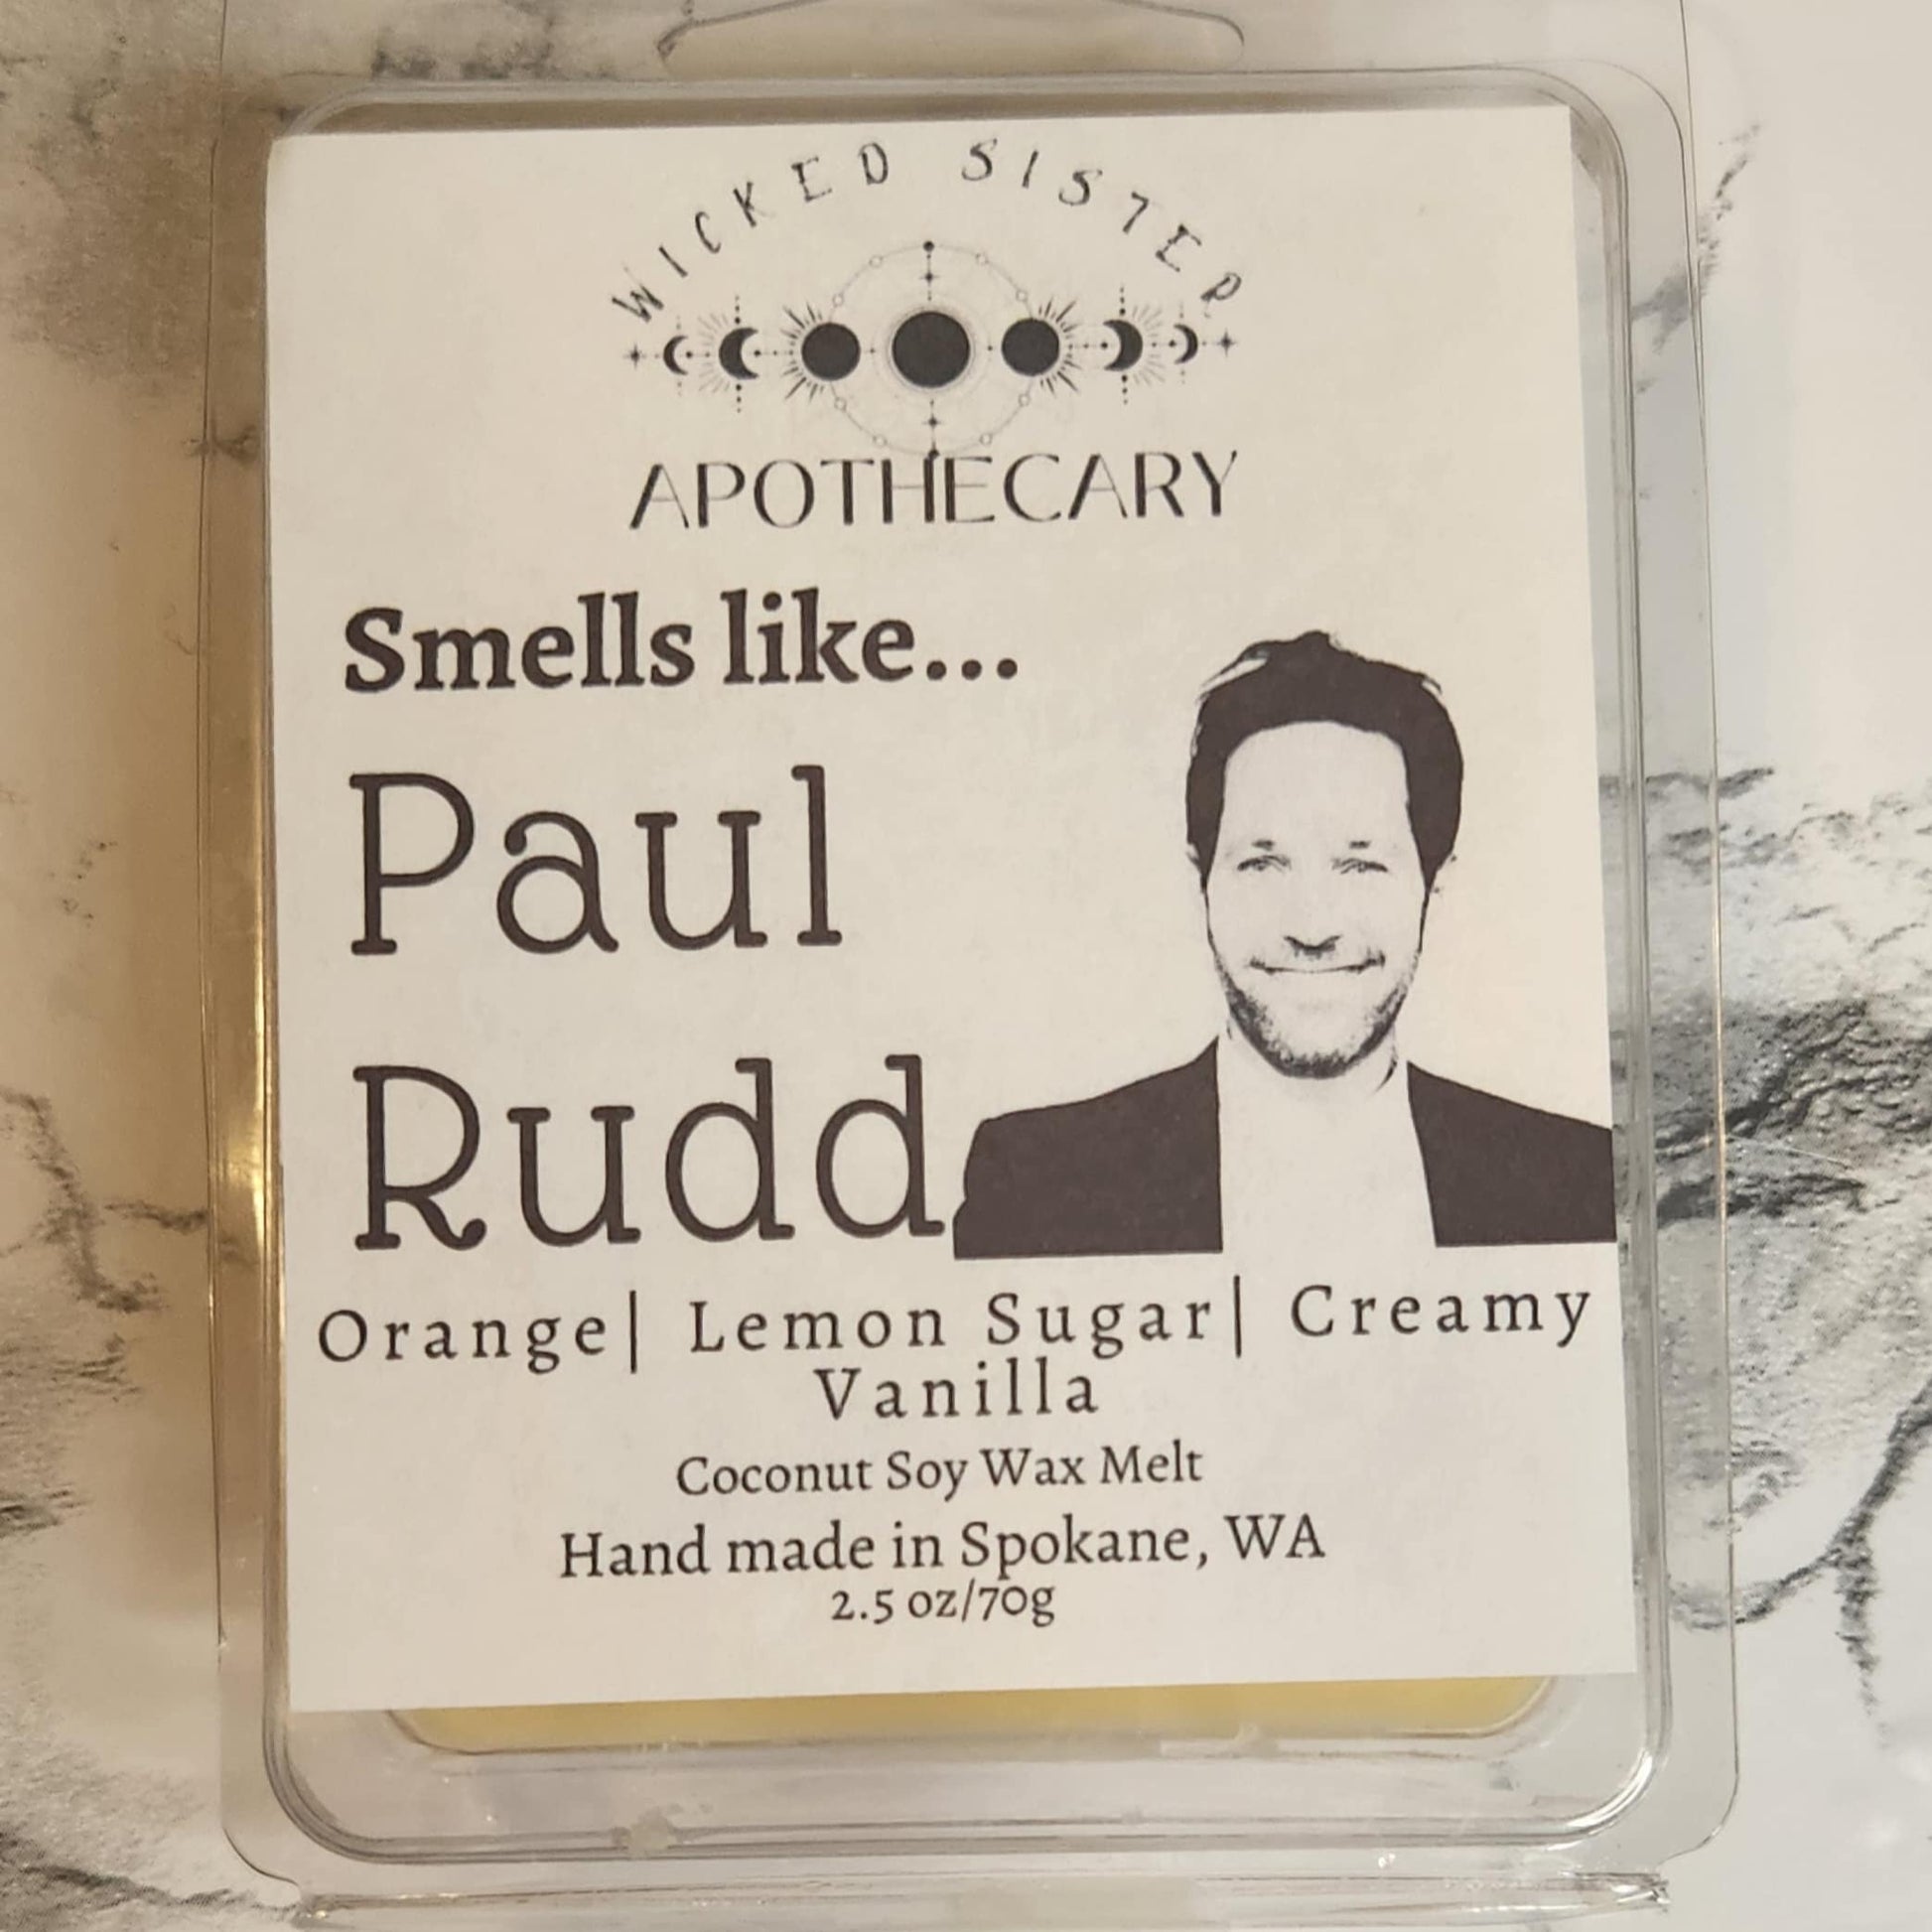 WICKED SISTER
APOTHECARY
Smells like...
Paul
Rudd
Orange| Lemon Sugar| Creamy
Vanilla
Coconut Soy Wax Melt
Hand made in Spokane, WA
2.5 oz/70g